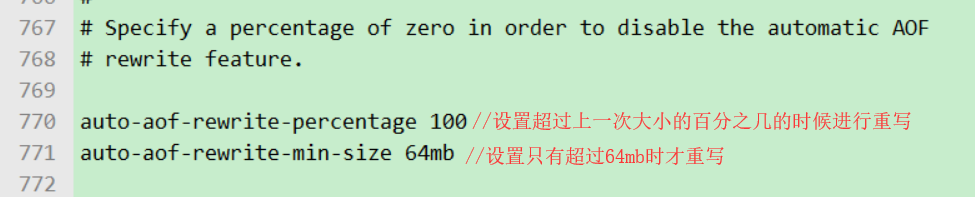 766 #
767 # Specify a percentage of zero in order to disable the automatic AOF
768 # rewrite feature.
769
770 auto-aof-rewrite-percentage 100 //设置超过上一次大小的百分之几的时候进行重写
771 auto-aof-rewrite-min-size 64mb //设置只有超过64mb时才重写
772